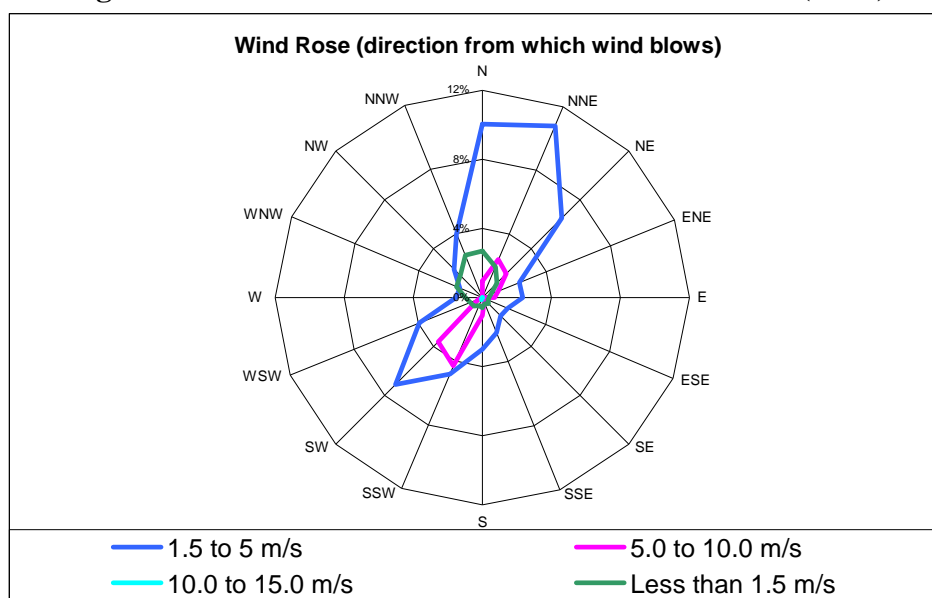 Wind Rose (direction from which wind blows)
N
NNW
12%
NNE
NW
NE
8%
WNW
ENE
4%
W
0%
E
WSW
ESE
SW
SE
SSW
SSE
S
1.5 to 5 m/s
5.0 to 10.0 m/s
10.0 to 15.0 m/s
Less than 1.5 m/s